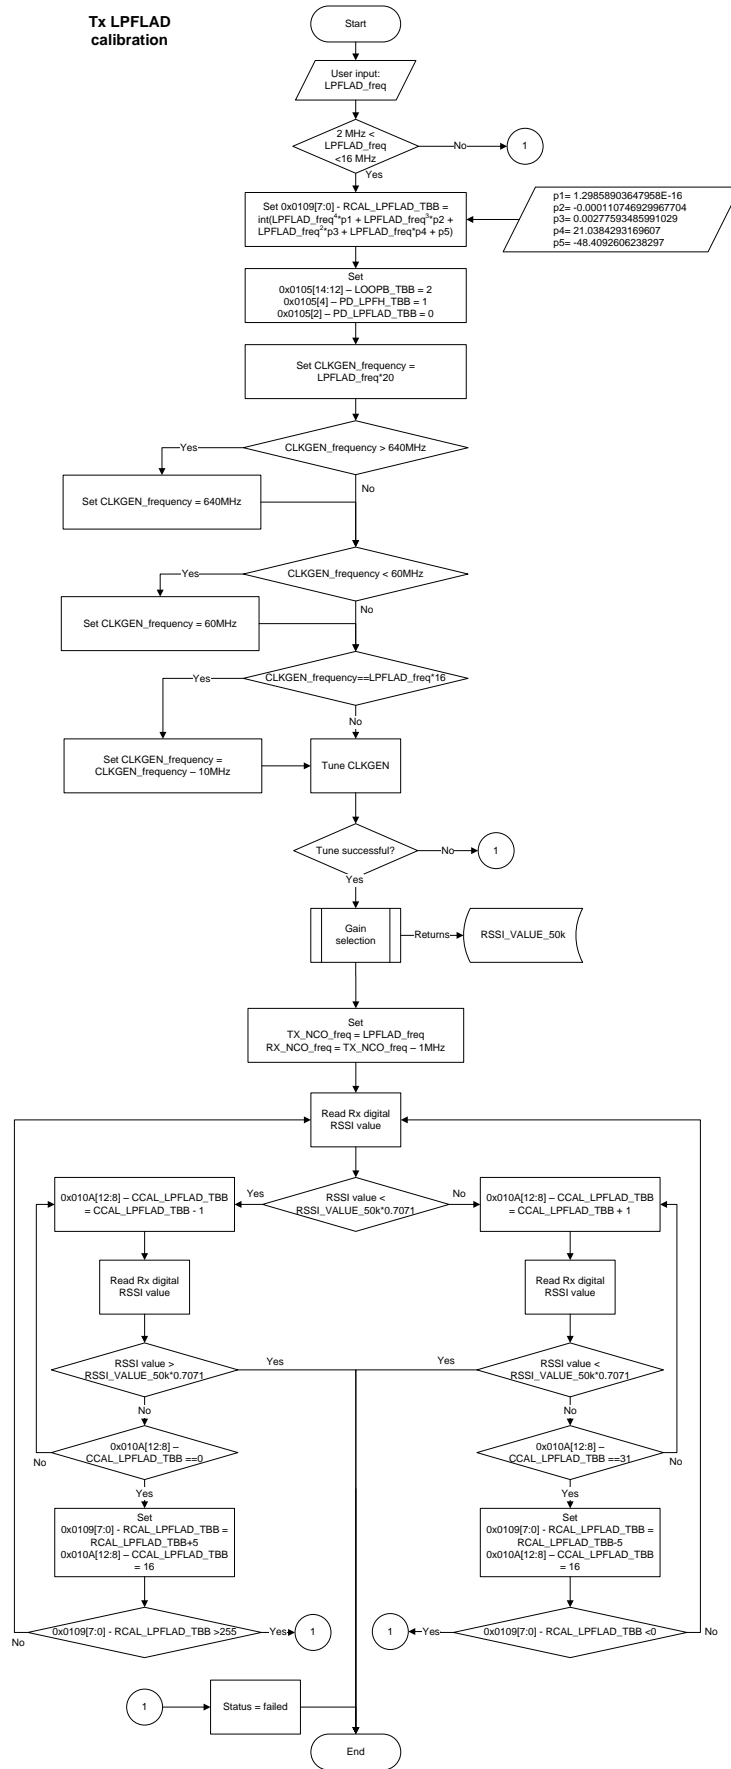 Tx LPFLAD
calibration
Start
User input:
LPFLAD_freq
2 MHz <
LPFLAD_freq
<16 MHz
No
1
Yes
Set 0x0109[7:0] - RCAL_LPFLAD_TBB =
int(LPFLAD_freq⁴*p1 + LPFLAD_freq³*p2 +
LPFLAD_freq²*p3 + LPFLAD_freq*p4 + p5)
p1= 1.29858903647958E-16
p2= -0.000110746929967704
p3= 0.00277593485991029
p4= 21.0384293169607
p5= -48.4092606238297
Set
0x0105[14:12] – LOOPB_TBB = 2
0x0105[4] – PD_LPFH_TBB = 1
0x0105[2] – PD_LPFLAD_TBB = 0
Set CLKGEN_frequency =
LPFLAD_freq*20
CLKGEN_frequency > 640MHz
Yes
No
Set CLKGEN_frequency = 640MHz
CLKGEN_frequency < 60MHz
Yes
No
Set CLKGEN_frequency = 60MHz
CLKGEN_frequency==LPFLAD_freq*16
Yes
No
Set CLKGEN_frequency =
CLKGEN_frequency – 10MHz
Tune CLKGEN
Tune successful?
No
1
Yes
Gain
selection
Returns
RSSI_VALUE_50k
Set
TX_NCO_freq = LPFLAD_freq
RX_NCO_freq = TX_NCO_freq – 1MHz
Read Rx digital
RSSI value
RSSI value <
RSSI_VALUE_50k*0.7071
Yes
No
0x010A[12:8] – CCAL_LPFLAD_TBB
= CCAL_LPFLAD_TBB - 1
0x010A[12:8] – CCAL_LPFLAD_TBB
= CCAL_LPFLAD_TBB + 1
Read Rx digital
RSSI value
Read Rx digital
RSSI value
RSSI value >
RSSI_VALUE_50k*0.7071
Yes
Yes
RSSI value <
RSSI_VALUE_50k*0.7071
No
No
0x010A[12:8] –
CCAL_LPFLAD_TBB ==0
No
0x010A[12:8] –
CCAL_LPFLAD_TBB ==31
No
Yes
Yes
Set
0x0109[7:0] - RCAL_LPFLAD_TBB =
RCAL_LPFLAD_TBB+5
0x010A[12:8] – CCAL_LPFLAD_TBB
= 16
Set
0x0109[7:0] - RCAL_LPFLAD_TBB =
RCAL_LPFLAD_TBB-5
0x010A[12:8] – CCAL_LPFLAD_TBB
= 16
No
0x0109[7:0] - RCAL_LPFLAD_TBB >255
Yes
1
1
Yes
0x0109[7:0] - RCAL_LPFLAD_TBB <0
No
1
Status = failed
End